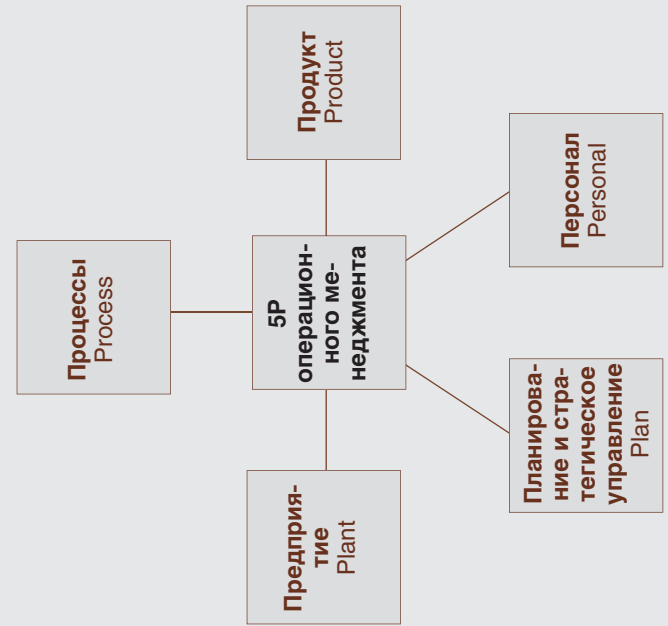 Процессы
Process
Предприя-
тие
Plant
5P
операцион-
ного ме-
неджмента
Продукт
Product
Планирова-
ние и стра-
тегическое
управление
Plan
Персонал
Personal